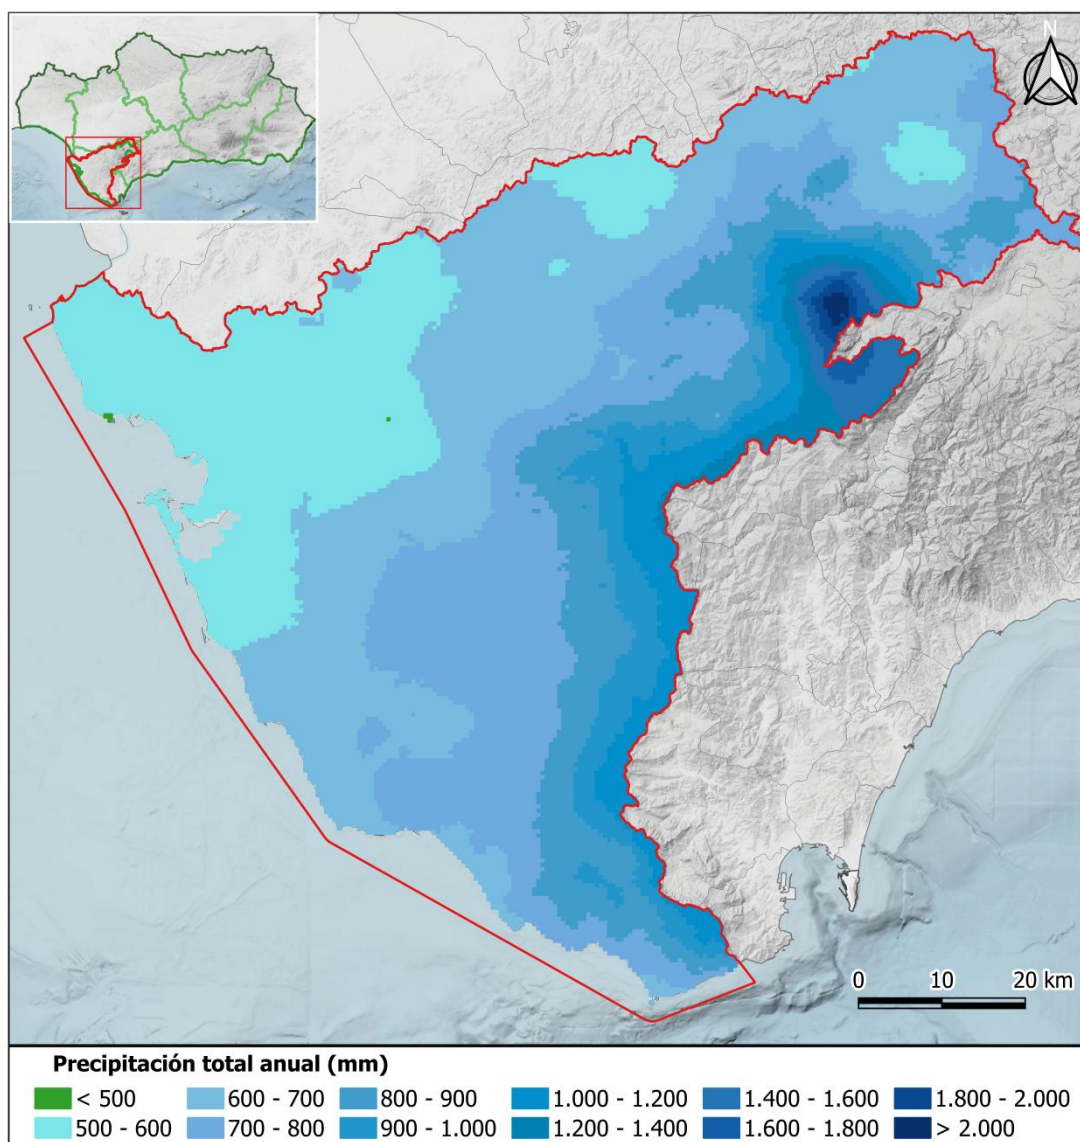 N
0 10 20 km
Precipitación total anual (mm)
< 500 600 - 700 800 - 900 1.000 - 1.200 1.400 - 1.600 1.800 - 2.000
500 - 600 700 - 800 900 - 1.000 1.200 - 1.400 1.600 - 1.800 > 2.000